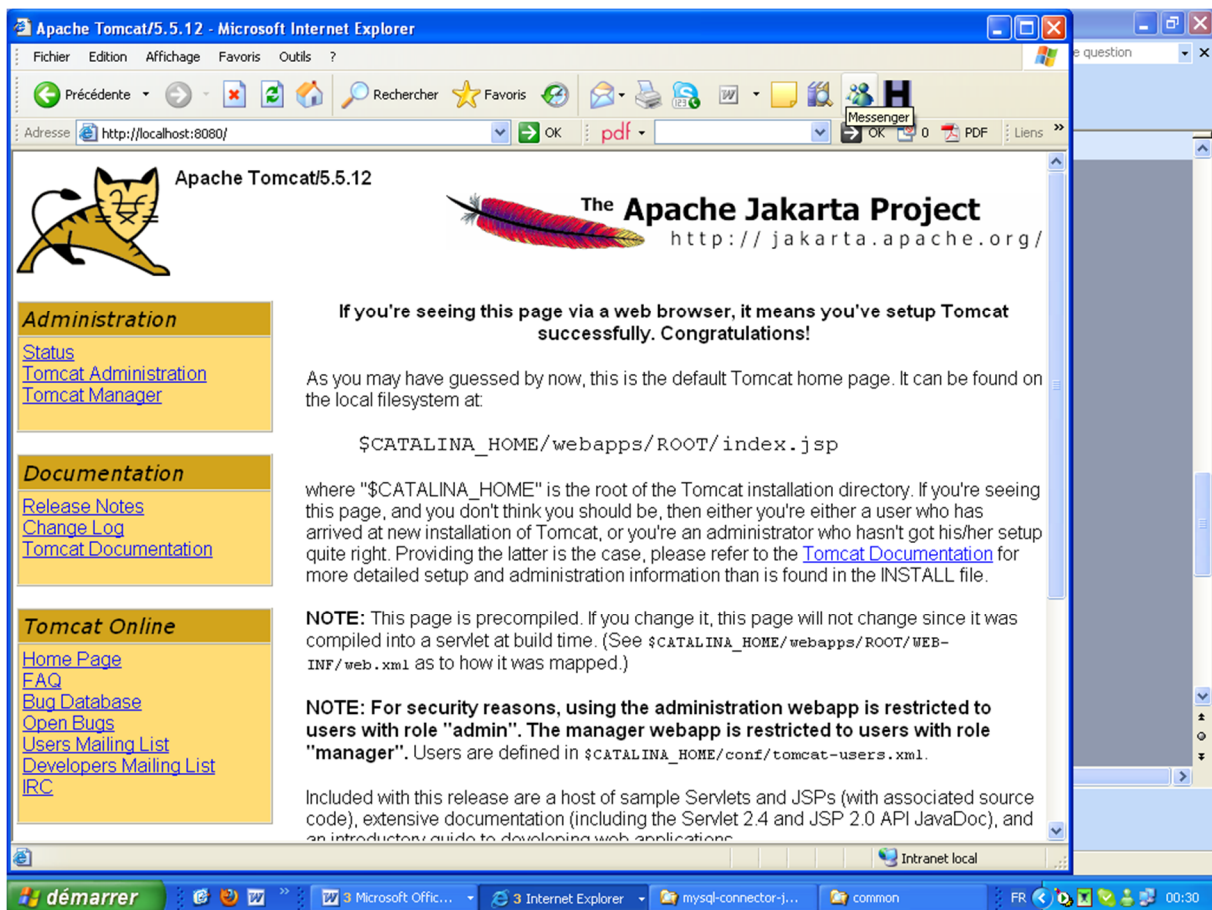 Apache Tomcat/5.5.12 - Microsoft Internet Explorer
Fichier Edition Affichage Favoris Outils ?
e question
Précédente Rechercher Favoris
Messenger
Adresse http://localhost:8080/ OK pdf OK 0 PDF Liens »
Apache Tomcat/5.5.12
The Apache Jakarta Project
http://jakarta.apache.org/
Administration
Status
Tomcat Administration
Tomcat Manager
Documentation
Release Notes
Change Log
Tomcat Documentation
Tomcat Online
Home Page
FAQ
Bug Database
Open Bugs
Users Mailing List
Developers Mailing List
IRC
If you're seeing this page via a web browser, it means you've setup Tomcat
successfully. Congratulations!
As you may have guessed by now, this is the default Tomcat home page. It can be found on
the local filesystem at:
$CATALINA_HOME/webapps/ROOT/index.jsp
where "$CATALINA_HOME" is the root of the Tomcat installation directory. If you're seeing
this page, and you don't think you should be, then either you're either a user who has
arrived at new installation of Tomcat, or you're an administrator who hasn't got his/her setup
quite right. Providing the latter is the case, please refer to the Tomcat Documentation for
more detailed setup and administration information than is found in the INSTALL file.
NOTE: This page is precompiled. If you change it, this page will not change since it was
compiled into a servlet at build time. (See $CATALINA_HOME/webapps/ROOT/WEB-
INF/web.xml as to how it was mapped.)
NOTE: For security reasons, using the administration webapp is restricted to
users with role "admin". The manager webapp is restricted to users with role
"manager". Users are defined in $CATALINA_HOME/conf/tomcat-users.xml.
Included with this release are a host of sample Servlets and JSPs (with associated source
code), extensive documentation (including the Servlet 2.4 and JSP 2.0 API JavaDoc), and
an introductory guide to developing web applications.
Intranet local
démarrer » 3 Microsoft Offic... 3 Internet Explorer mysql-connector-j... common FR 00:30